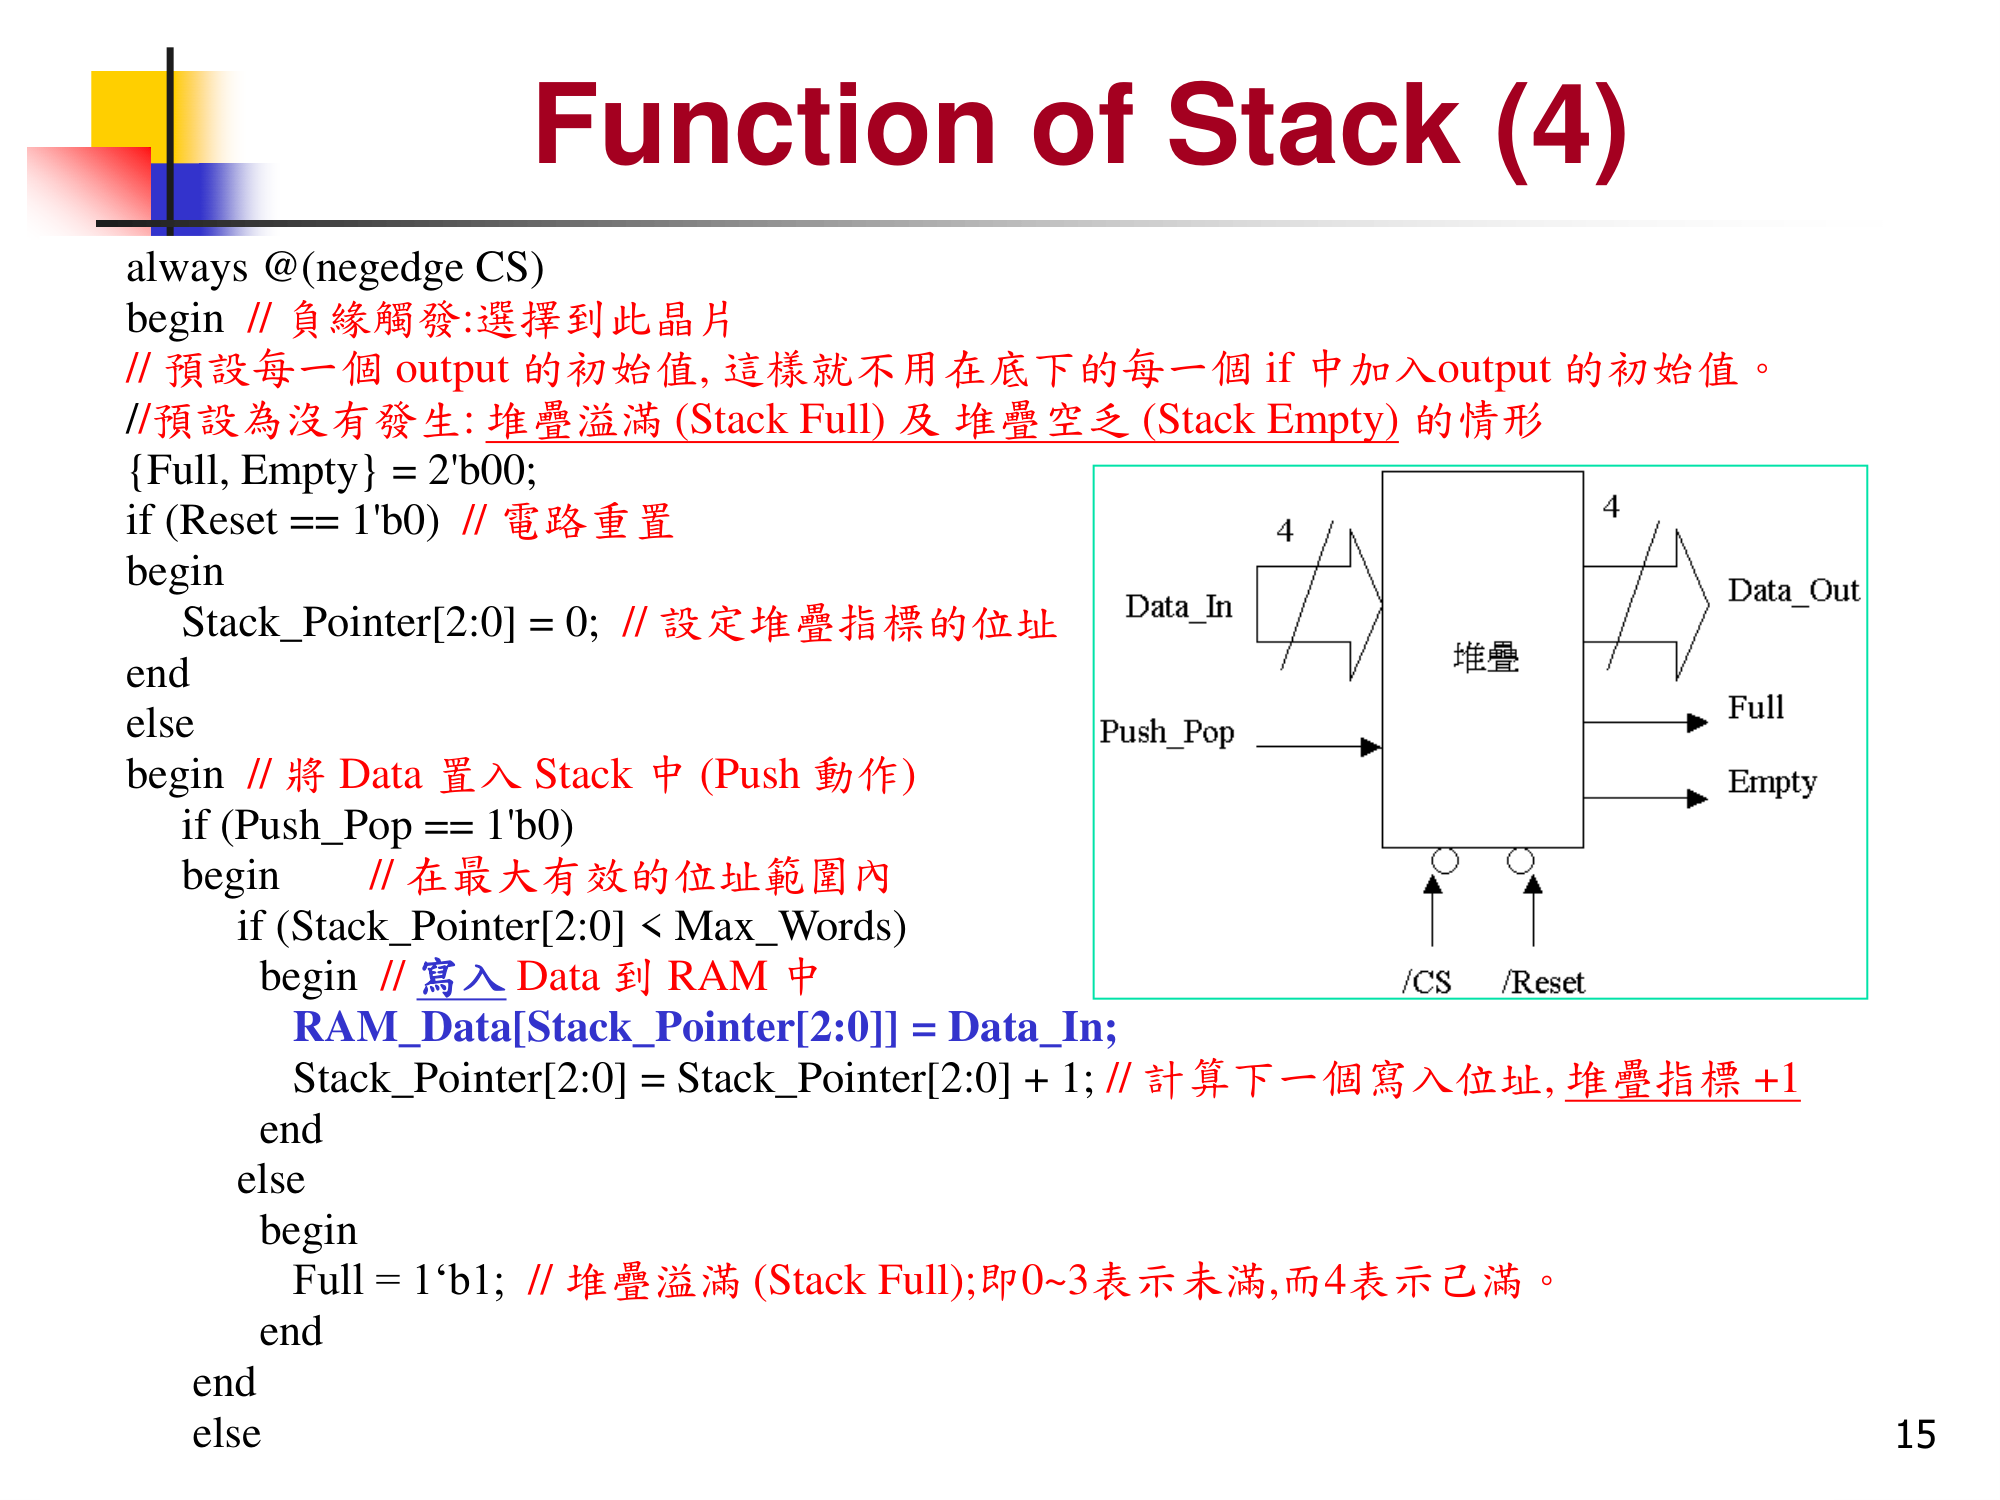 Function of Stack (4)
always @(negedge CS)
begin  // 負緣觸發:選擇到此晶片
// 預設每一個 output 的初始值, 這樣就不用在底下的每一個 if 中加入output 的初始值。
//預設為沒有發生: 堆疊溢滿 (Stack Full) 及 堆疊空乏 (Stack Empty) 的情形
{Full, Empty} = 2'b00;
if (Reset == 1'b0)  // 電路重置
begin
Stack_Pointer[2:0] = 0;  // 設定堆疊指標的位址
end
else
begin  // 將 Data 置入 Stack 中 (Push 動作)
if (Push_Pop == 1'b0)
begin  // 在最大有效的位址範圍內
if (Stack_Pointer[2:0] < Max_Words)
begin  // 寫入 Data 到 RAM 中
RAM_Data[Stack_Pointer[2:0]] = Data_In;
Stack_Pointer[2:0] = Stack_Pointer[2:0] + 1; // 計算下一個寫入位址, 堆疊指標 +1
end
else
begin
Full = 1‘b1;  // 堆疊溢滿 (Stack Full);即0~3表示未滿,而4表示己滿。
end
end
else
4
4
Data_In
Data_Out
堆疊
Full
Push_Pop
Empty
/CS
/Reset
15